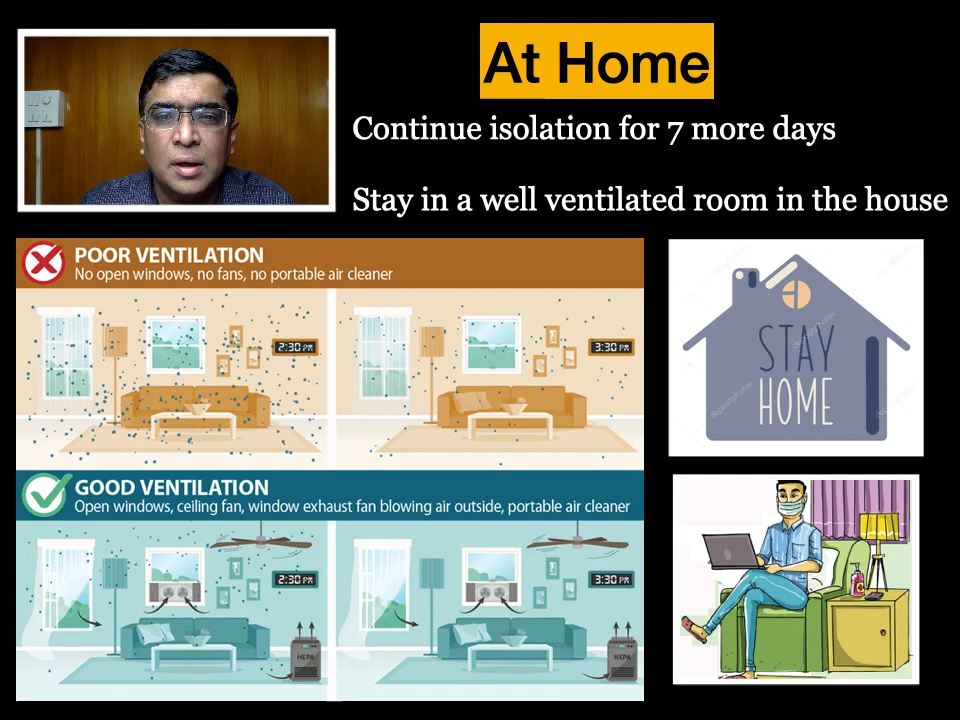 At Home
Continue isolation for 7 more days
Stay in a well ventilated room in the house
POOR VENTILATION
No open windows, no fans, no portable air cleaner
2:30 PM
3:30 PM
GOOD VENTILATION
Open windows, ceiling fan, window exhaust fan blowing air outside, portable air cleaner
2:30 PM
3:30 PM
HEPA
HEPA
STAY
HOME
depositphotos
depositphotos
depositphotos